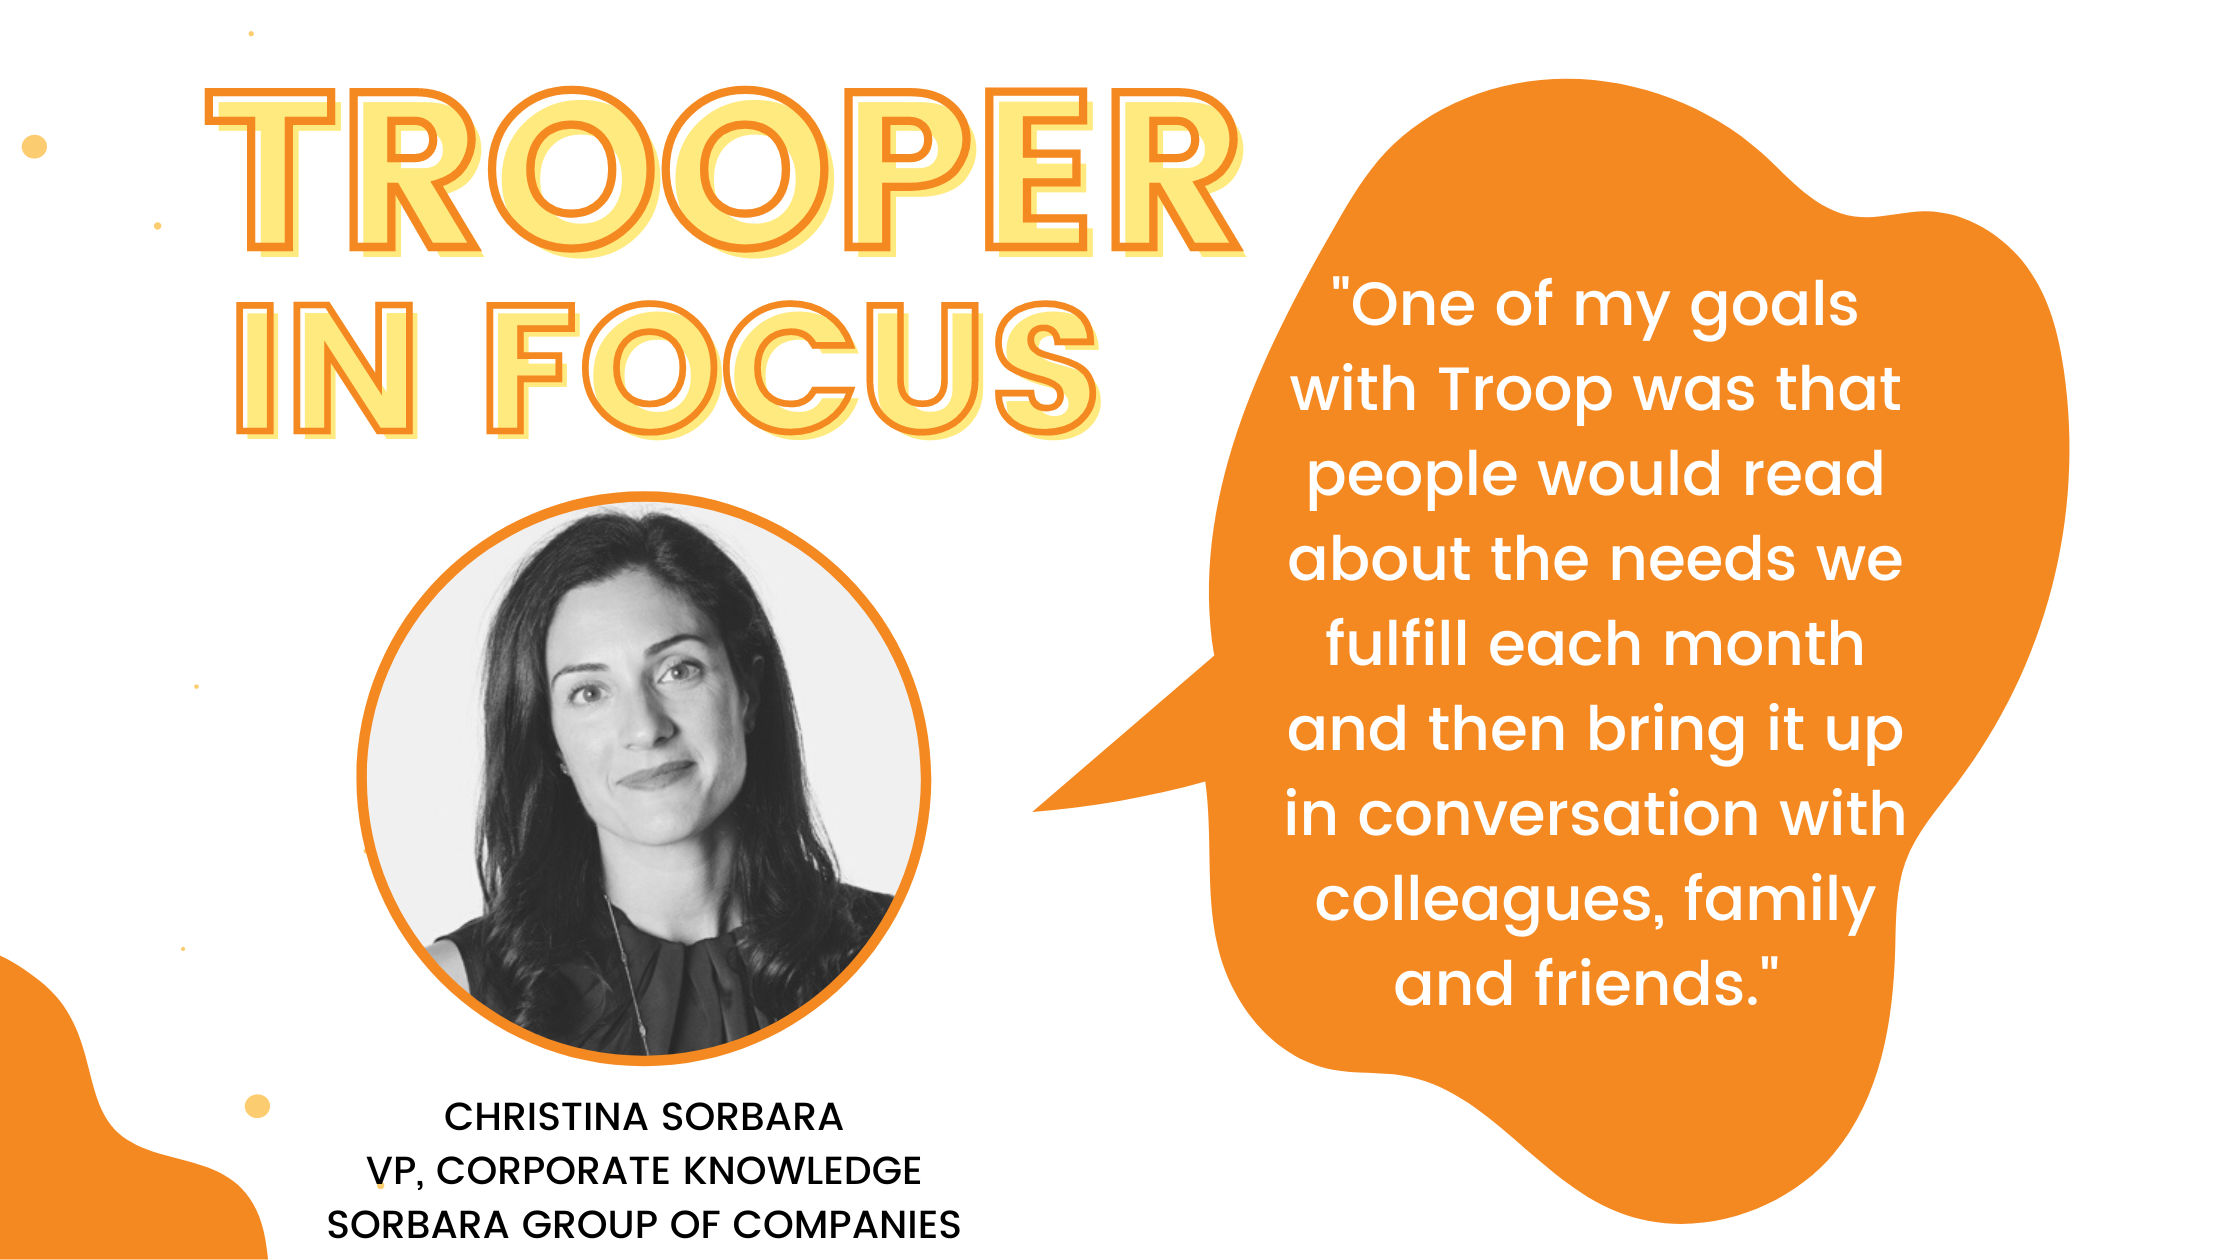 TROOPER
IN FOCUS
"One of my goals
with Troop was that
people would read
about the needs we
fulfill each month
and then bring it up
in conversation with
colleagues, family
and friends."
CHRISTINA SORBARA
VP, CORPORATE KNOWLEDGE
SORBARA GROUP OF COMPANIES